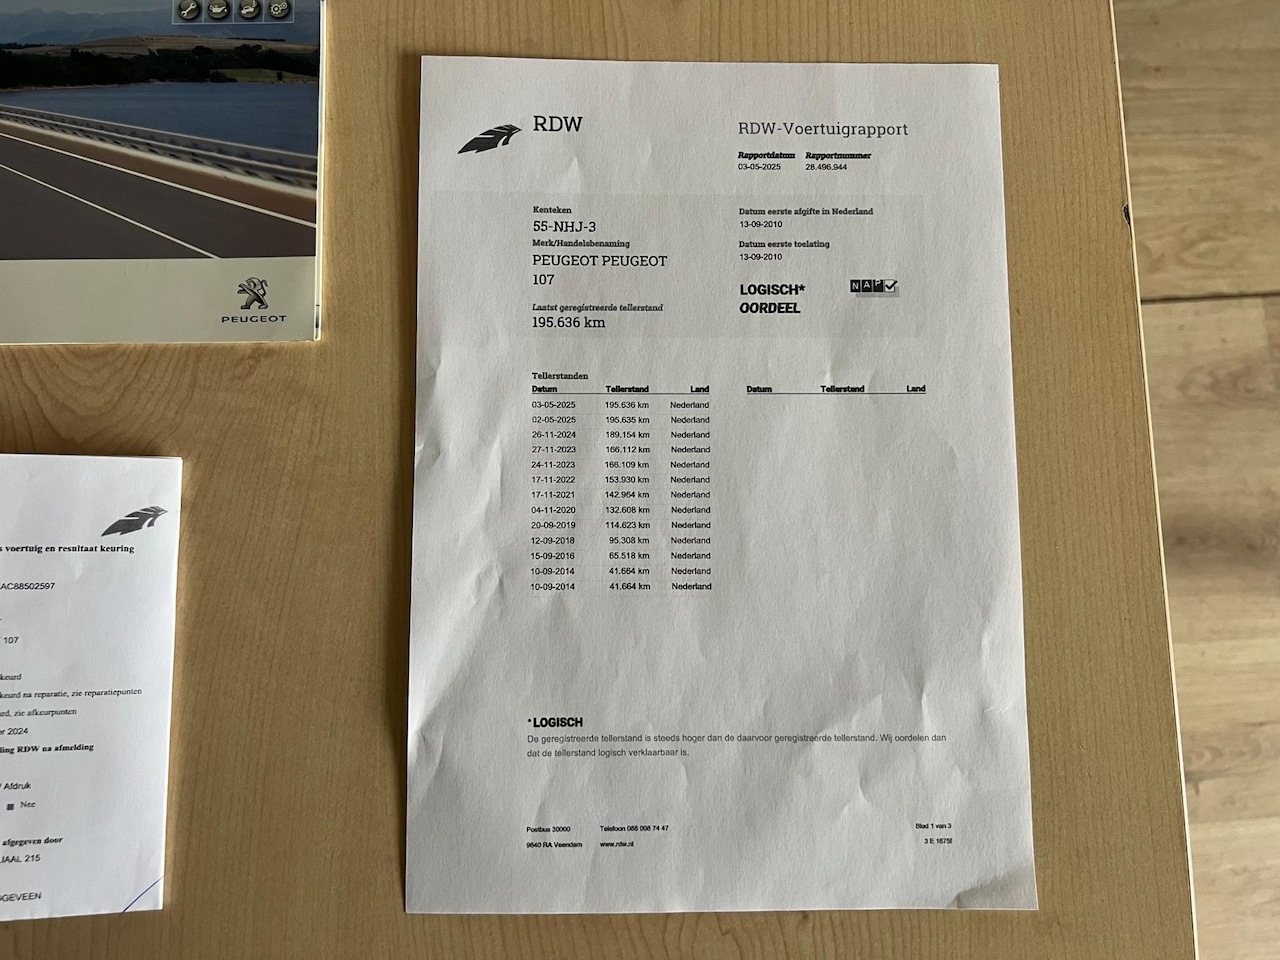 PEUGEOT
RDW
RDW-Voertuigrapport
Rapportdatum Rapportnummer
03-05-2025 28.496.944
Kenteken
55-NHJ-3
Merk/Handelsbenaming
PEUGEOT PEUGEOT
107
Laatst geregistreerde tellerstand
195.636 km
Datum eerste afgifte in Nederland
13-09-2010
Datum eerste toelating
13-09-2010
LOGISCH*
OORDEEL
NAP
Tellerstanden
Datum Tellerstand Land
Datum Tellerstand Land
03-05-2025 195.636 km Nederland
02-05-2025 195.635 km Nederland
26-11-2024 189.154 km Nederland
27-11-2023 166.112 km Nederland
24-11-2023 166.109 km Nederland
17-11-2022 153.930 km Nederland
17-11-2021 142.964 km Nederland
04-11-2020 132.608 km Nederland
20-09-2019 114.623 km Nederland
12-09-2018 95.308 km Nederland
15-09-2016 65.518 km Nederland
10-09-2014 41.664 km Nederland
10-09-2014 41.664 km Nederland
* LOGISCH
De geregistreerde tellerstand is steeds hoger dan de daarvoor geregistreerde tellerstand. Wij oordelen dan
dat de tellerstand logisch verklaarbaar is.
Postbus 30000 Telefoon 088 008 74 47
9640 RA Veendam www.rdw.nl
Blad 1 van 3
3 E 1675f
s voertuig en resultaat keuring
AC88502597
107
keurd
keurd na reparatie, zie reparatiepunten
rd, zie afkeurpunten
r 2024
ling RDW na afmelding
Afdruk
Nee
afgegeven door
IAAL 215
OGEVEEN